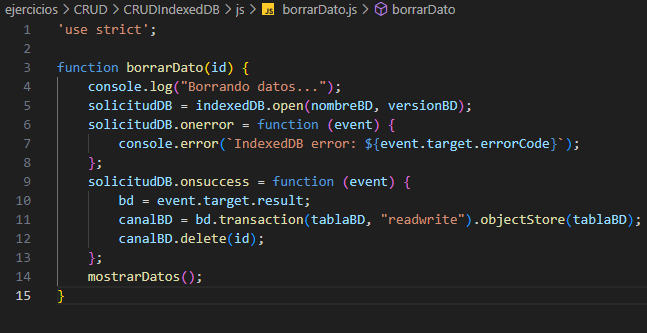 ejercicios > CRUD > CRUDIndexedDB > js > JS borrarDato.js > borrarDato
1 'use strict';
2
3 function borrarDato(id) {
4     console.log("Borrando datos...");
5     solicitudDB = indexedDB.open(nombreBD, versionBD);
6     solicitudDB.onerror = function (event) {
7         console.error(`IndexedDB error: ${event.target.errorCode}`);
8     };
9     solicitudDB.onsuccess = function (event) {
10         bd = event.target.result;
11         canalBD = bd.transaction(tablaBD, "readwrite").objectStore(tablaBD);
12         canalBD.delete(id);
13     };
14     mostrarDatos();
15 }